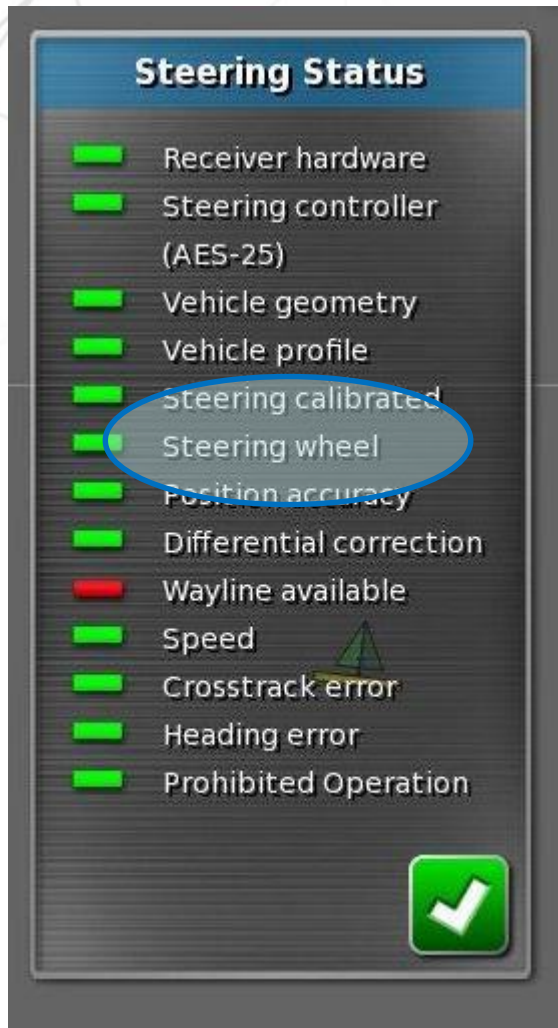 Steering Status
Receiver hardware
Steering controller
(AES-25)
Vehicle geometry
Vehicle profile
Steering calibrated
Steering wheel
Position accuracy
Differential correction
Wayline available
Speed
Crosstrack error
Heading error
Prohibited Operation